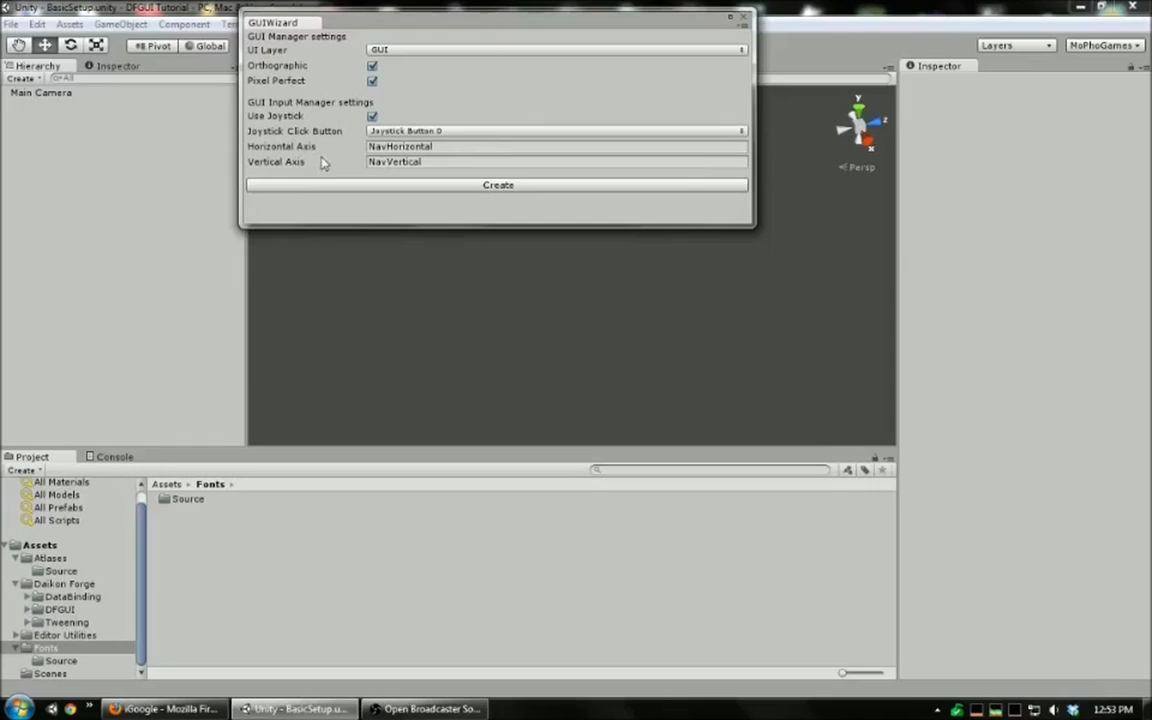 Unity - BasicSetup.unity - DFGUI Tutorial - PC, Mac &
File Edit Assets GameObject Component
Pivot Global
Layers
MoPhoGames
Hierarchy
Inspector
Create All
Main Camera
GUIWizard
GUI Manager settings
UI Layer GUI
Orthographic
Pixel Perfect
GUI Input Manager settings
Use Joystick
Joystick Click Button Joystick Button 0
Horizontal Axis NavHorizontal
Vertical Axis NavVertical
Create
y
z
x
Persp
Inspector
Project
Console
Create
All Materials
All Models
All Prefabs
All Scripts
Assets
Atlases
Source
Daikon Forge
DataBinding
DFGUI
Tweening
Editor Utilities
Fonts
Source
Scenes
Assets Fonts
Source
iGoogle - Mozilla Fir...
Unity - BasicSetup.u...
Open Broadcaster So...
12:53 PM